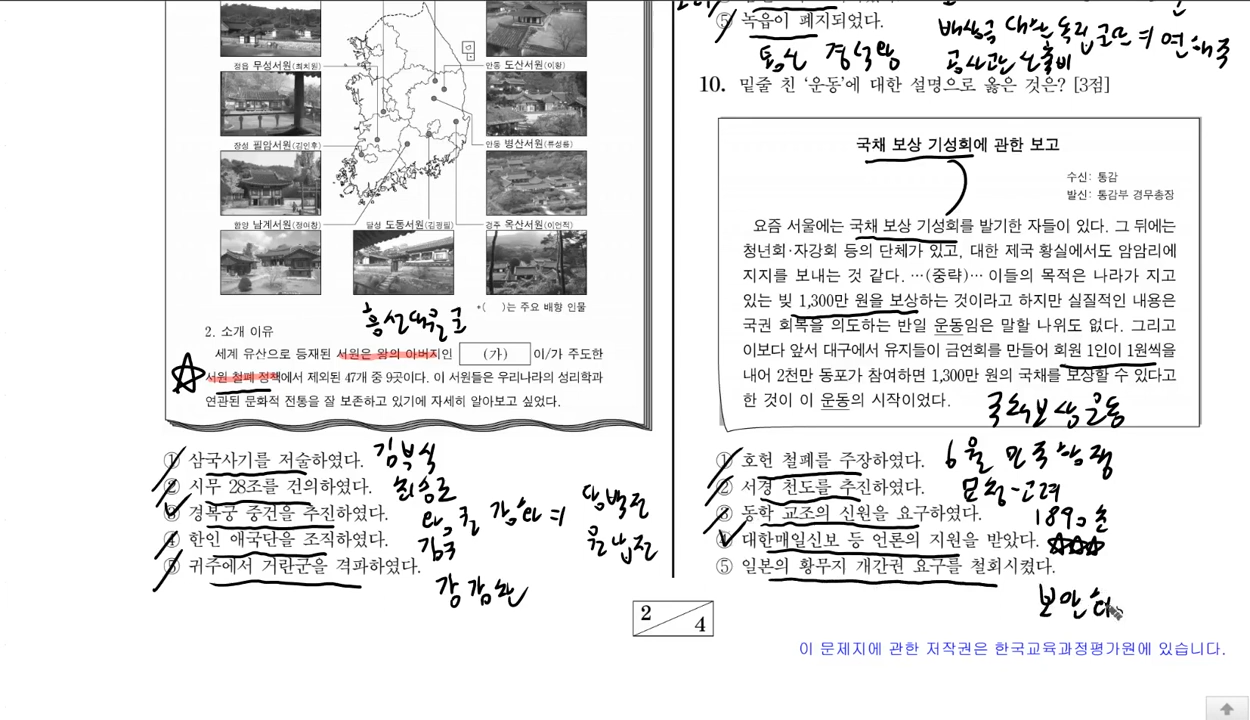 정읍 무성서원(최치원)
안동 도산서원(이황)
장성 필암서원(김인후)
안동 병산서원(류성룡)
함양 남계서원(정여창)
달성 도동서원(김굉필)
경주 옥산서원(이언적)
*( )는 주요 배향 인물
흥선대원군
2. 소개 이유
세계 유산으로 등재된 서원은 왕의 아버지인 (가) 이/가 주도한
서원 철폐 정책에서 제외된 47개 중 9곳이다. 이 서원들은 우리나라의 성리학과
연관된 문화적 전통을 잘 보존하고 있기에 자세히 알아보고 싶었다.
① 삼국사기를 저술하였다. 김부식
② 시무 28조를 건의하였다. 최승로
③ 경복궁 중건을 추진하였다. 왕권 강화 당백전
④ 한인 애국단을 조직하였다. 김구 원납전
⑤ 귀주에서 거란군을 격파하였다.
강감찬
2
4
⑤ 녹읍이 폐지되었다.
10. 밑줄 친 ‘운동’에 대한 설명으로 옳은 것은? [3점]
국채 보상 기성회에 관한 보고
수신: 통감
발신: 통감부 경무총장
요즘 서울에는 국채 보상 기성회를 발기한 자들이 있다. 그 뒤에는
청년회·자강회 등의 단체가 있고, 대한 제국 황실에서도 암암리에
지지를 보내는 것 같다. …(중략)… 이들의 목적은 나라가 지고
있는 빚 1,300만 원을 보상하는 것이라고 하지만 실질적인 내용은
국권 회복을 의도하는 반일 운동임은 말할 나위도 없다. 그리고
이보다 앞서 대구에서 유지들이 금연회를 만들어 회원 1인이 1원씩을
내어 2천만 동포가 참여하면 1,300만 원의 국채를 보상할 수 있다고
한 것이 이 운동의 시작이었다.
국채보상운동
① 호헌 철폐를 주장하였다. 6월 민주항쟁
② 서경 천도를 추진하였다. 묘청-고려
③ 동학 교조의 신원을 요구하였다. 1890초
④ 대한매일신보 등 언론의 지원을 받았다.
⑤ 일본의 황무지 개간권 요구를 철회시켰다.
보안회
이 문제지에 관한 저작권은 한국교육과정평가원에 있습니다.